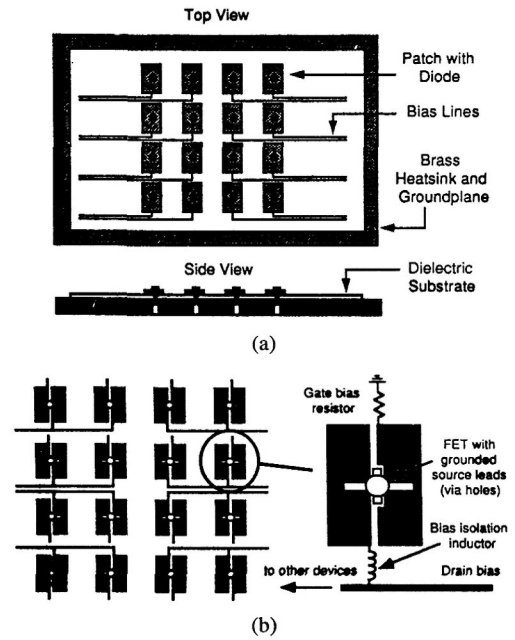 Top View
Patch with
Diode
Bias Lines
Brass
Heatsink and
Groundplane
Side View
Dielectric
Substrate
(a)
Gate bias
resistor
FET with
grounded
source leads
(via holes)
Bias isolation
inductor
to other devices
Drain bias
(b)